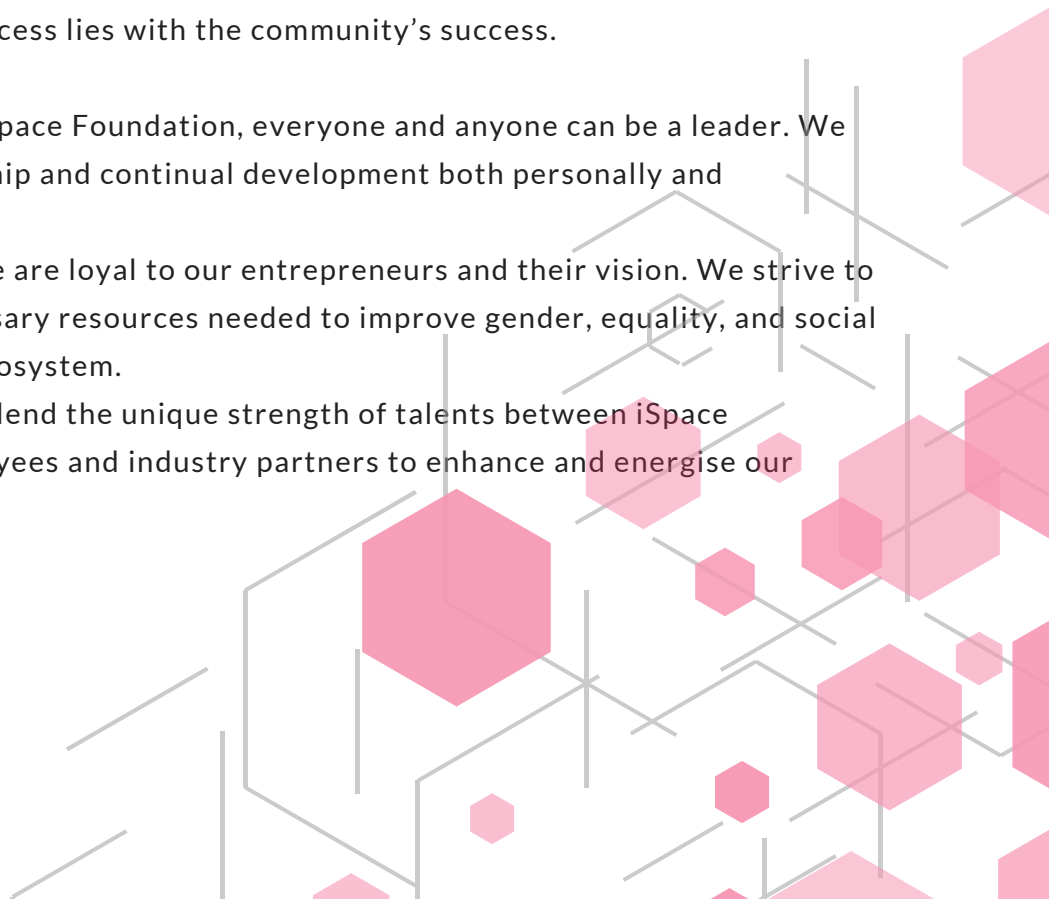 cess lies with the community’s success.
pace Foundation, everyone and anyone can be a leader. We
ip and continual development both personally and
are loyal to our entrepreneurs and their vision. We strive to
sary resources needed to improve gender, equality, and social
osystem.
lend the unique strength of talents between iSpace
yees and industry partners to enhance and energise our